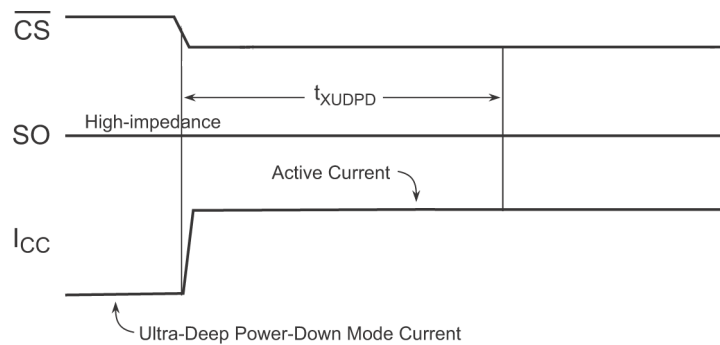 CS
tXUDPD
High-impedance
SO
Active Current
ICC
Ultra-Deep Power-Down Mode Current